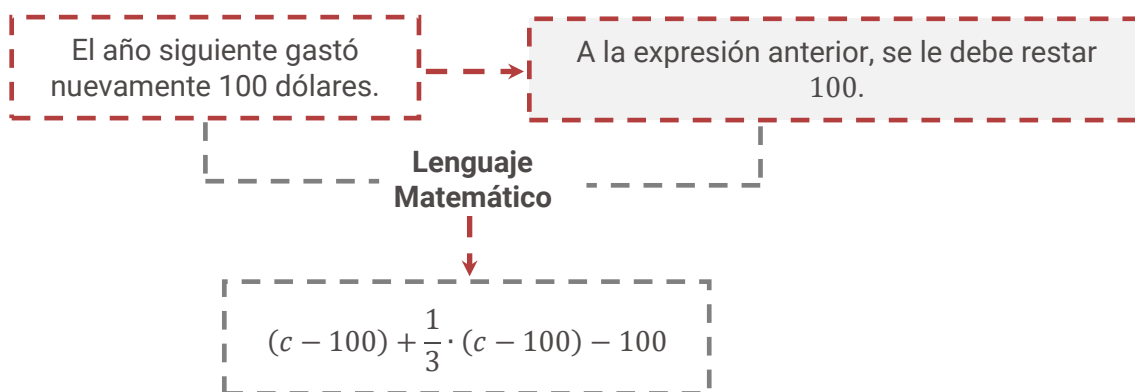 El año siguiente gastó
nuevamente 100 dólares.
A la expresión anterior, se le debe restar
100.
Lenguaje
Matemático
(c − 100) + 1/3 · (c − 100) − 100